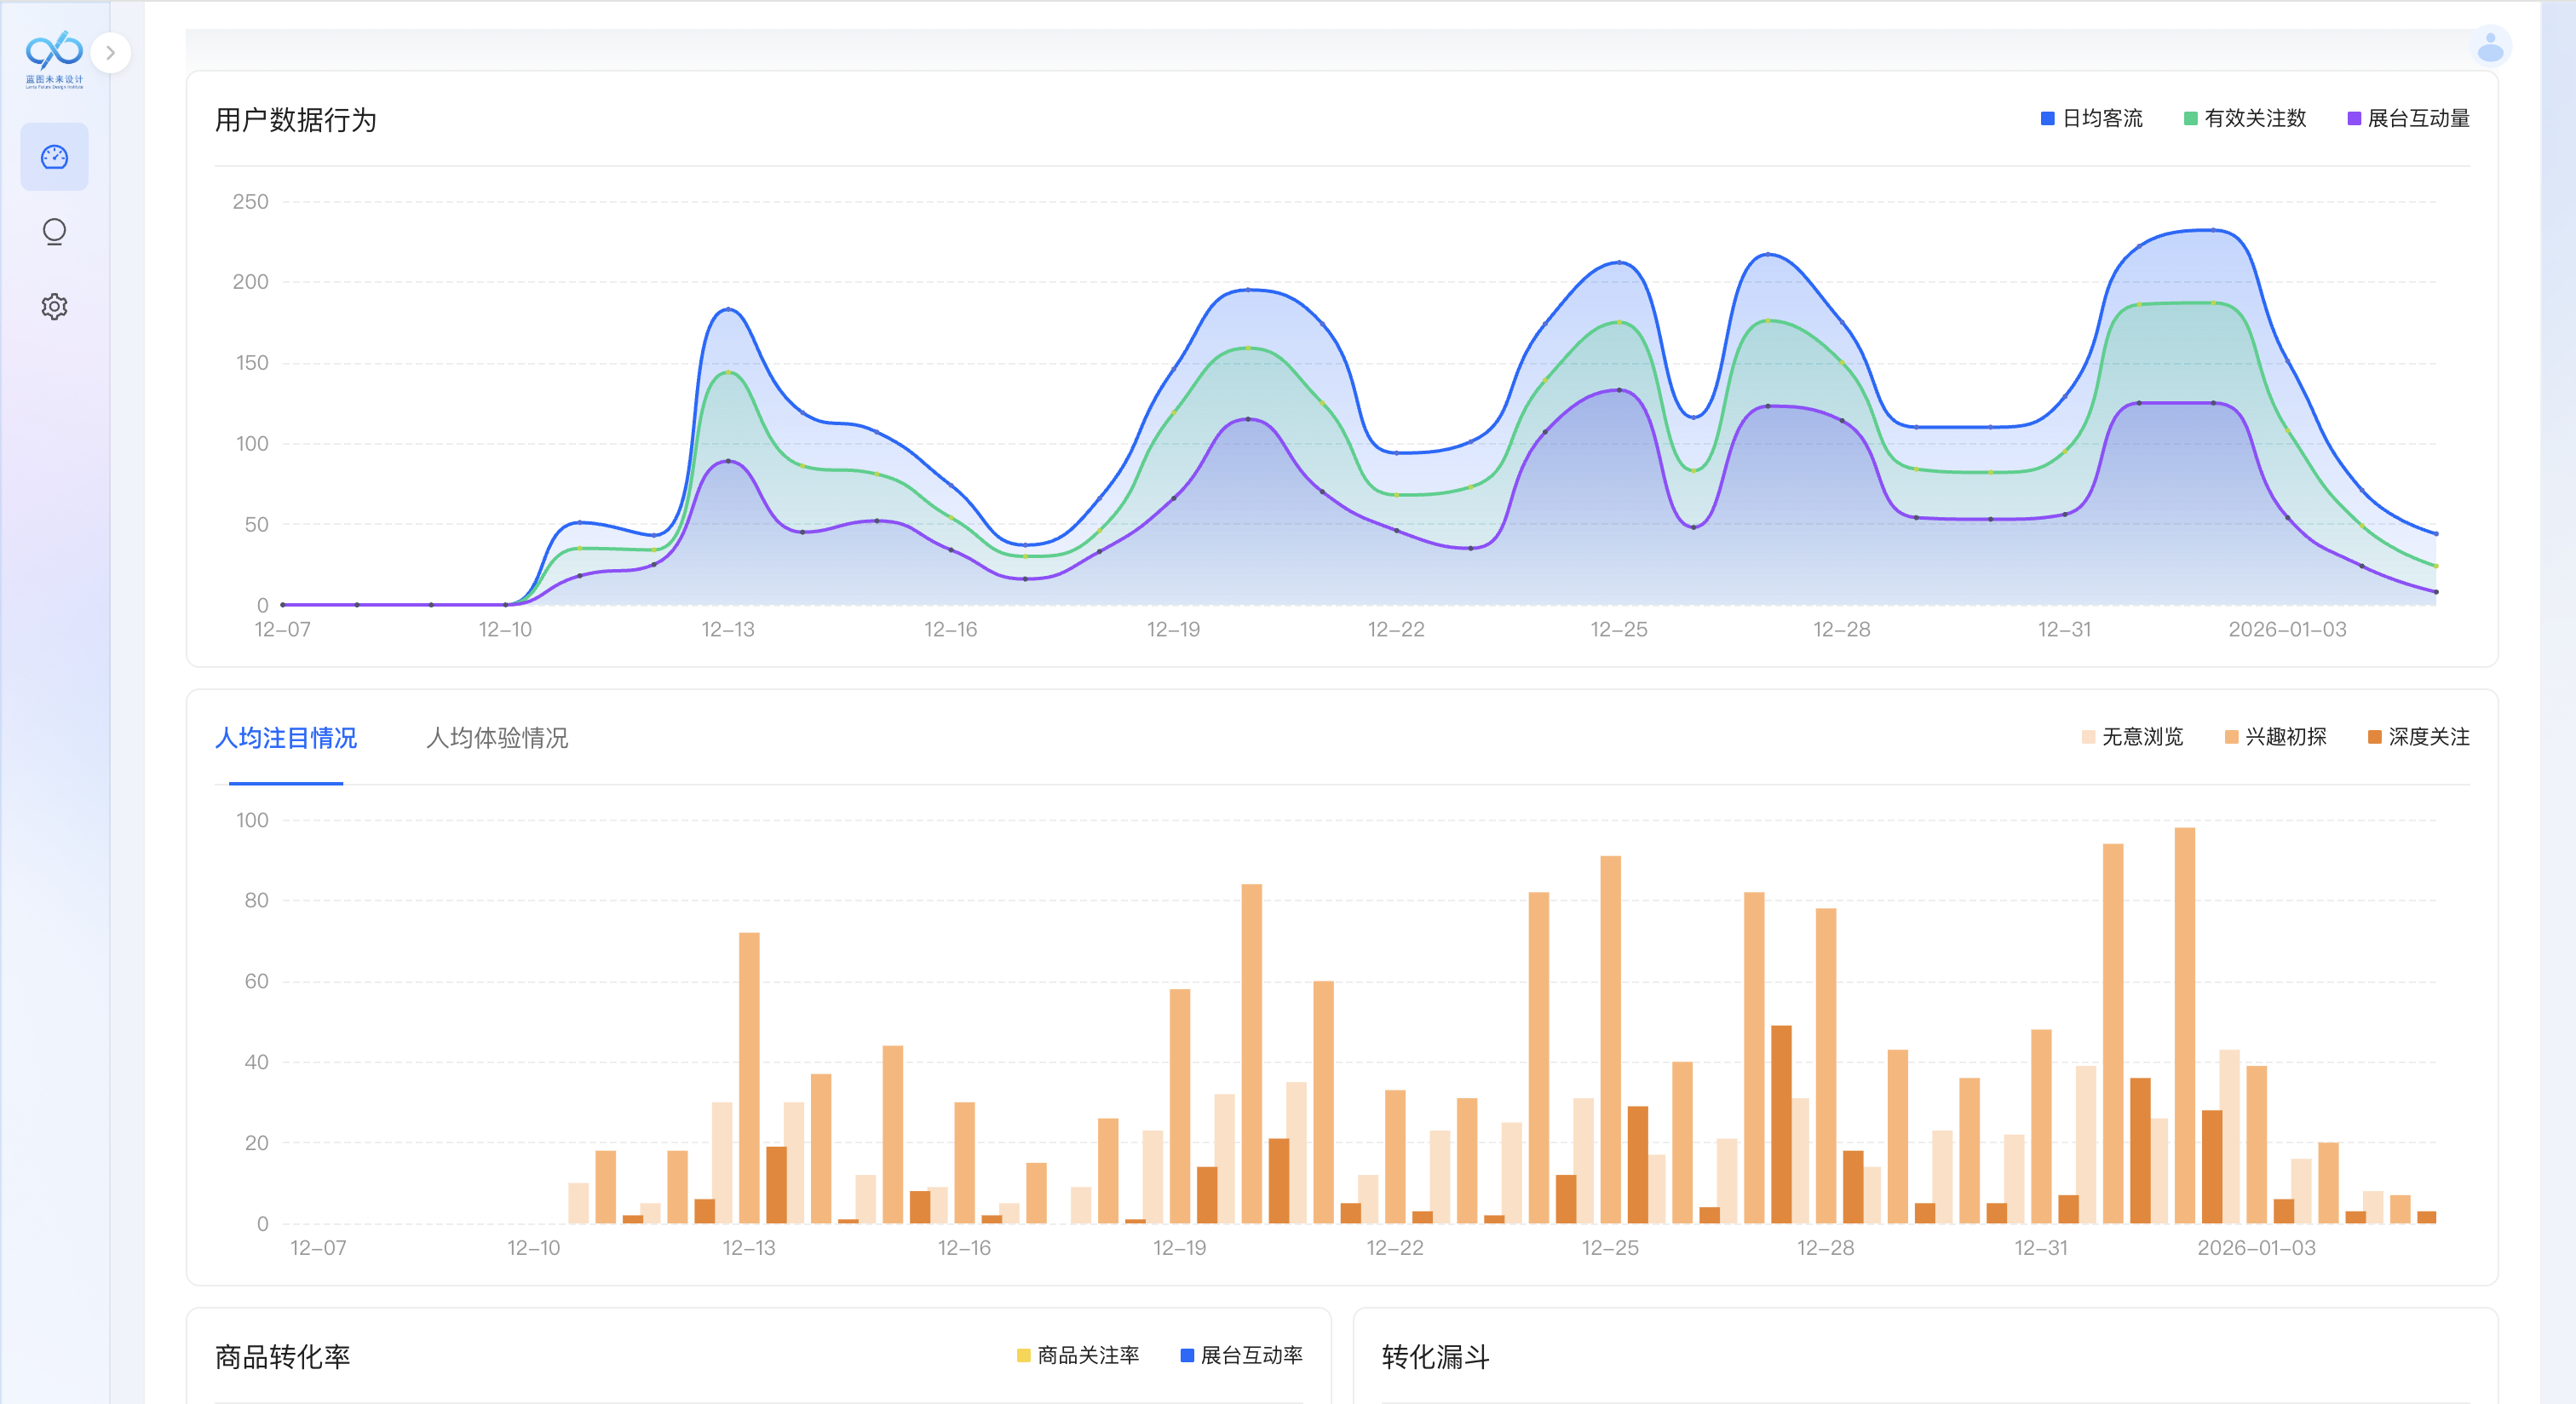 蓝图未来设计
用户数据行为
日均客流 有效关注数 展台互动量
250
200
150
100
50
0
12-07 12-10 12-13 12-16 12-19 12-22 12-25 12-28 12-31 2026-01-03
人均注目情况 人均体验情况
无意浏览 兴趣初探 深度关注
100
80
60
40
20
0
12-07 12-10 12-13 12-16 12-19 12-22 12-25 12-28 12-31 2026-01-03
商品转化率
商品关注率 展台互动率
转化漏斗